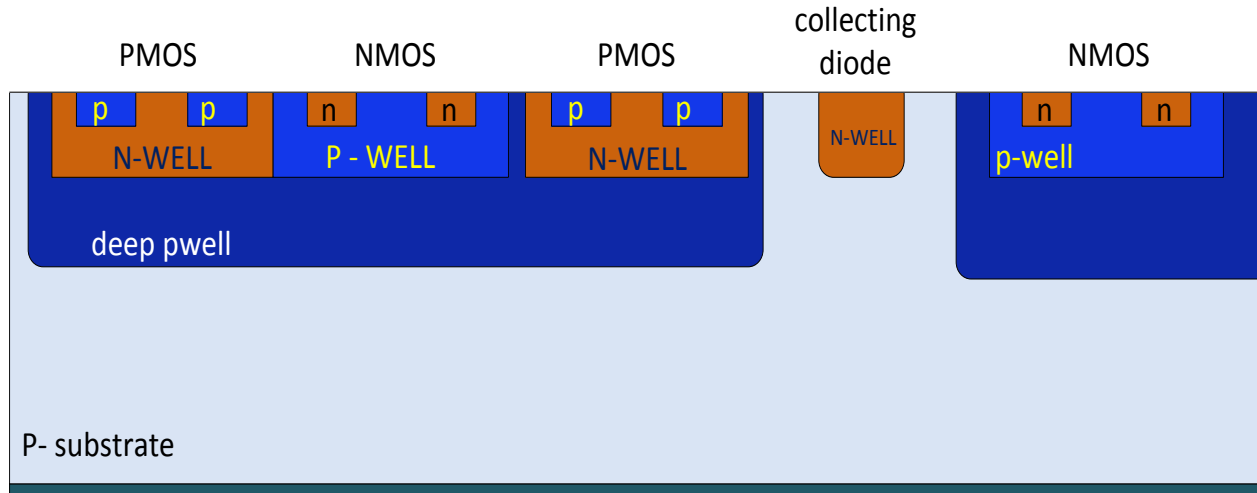 collecting
diode
PMOS NMOS PMOS NMOS
p p n n p p n n
N-WELL P - WELL N-WELL N-WELL p-well
deep pwell
P- substrate